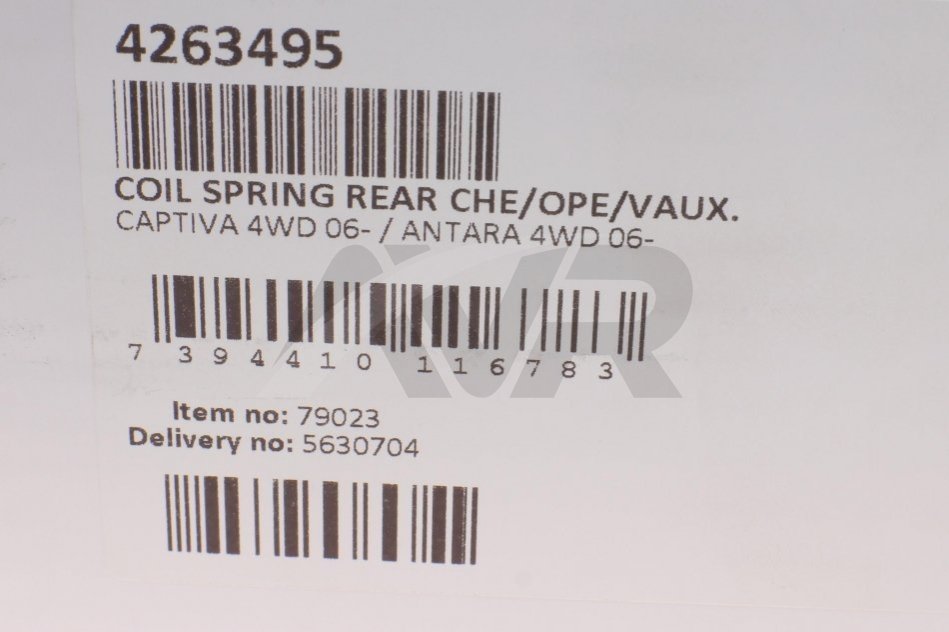 4263495
COIL SPRING REAR CHE/OPE/VAUX.
CAPTIVA 4WD 06- / ANTARA 4WD 06-
AVR
7 394410 116783
Item no: 79023
Delivery no: 5630704